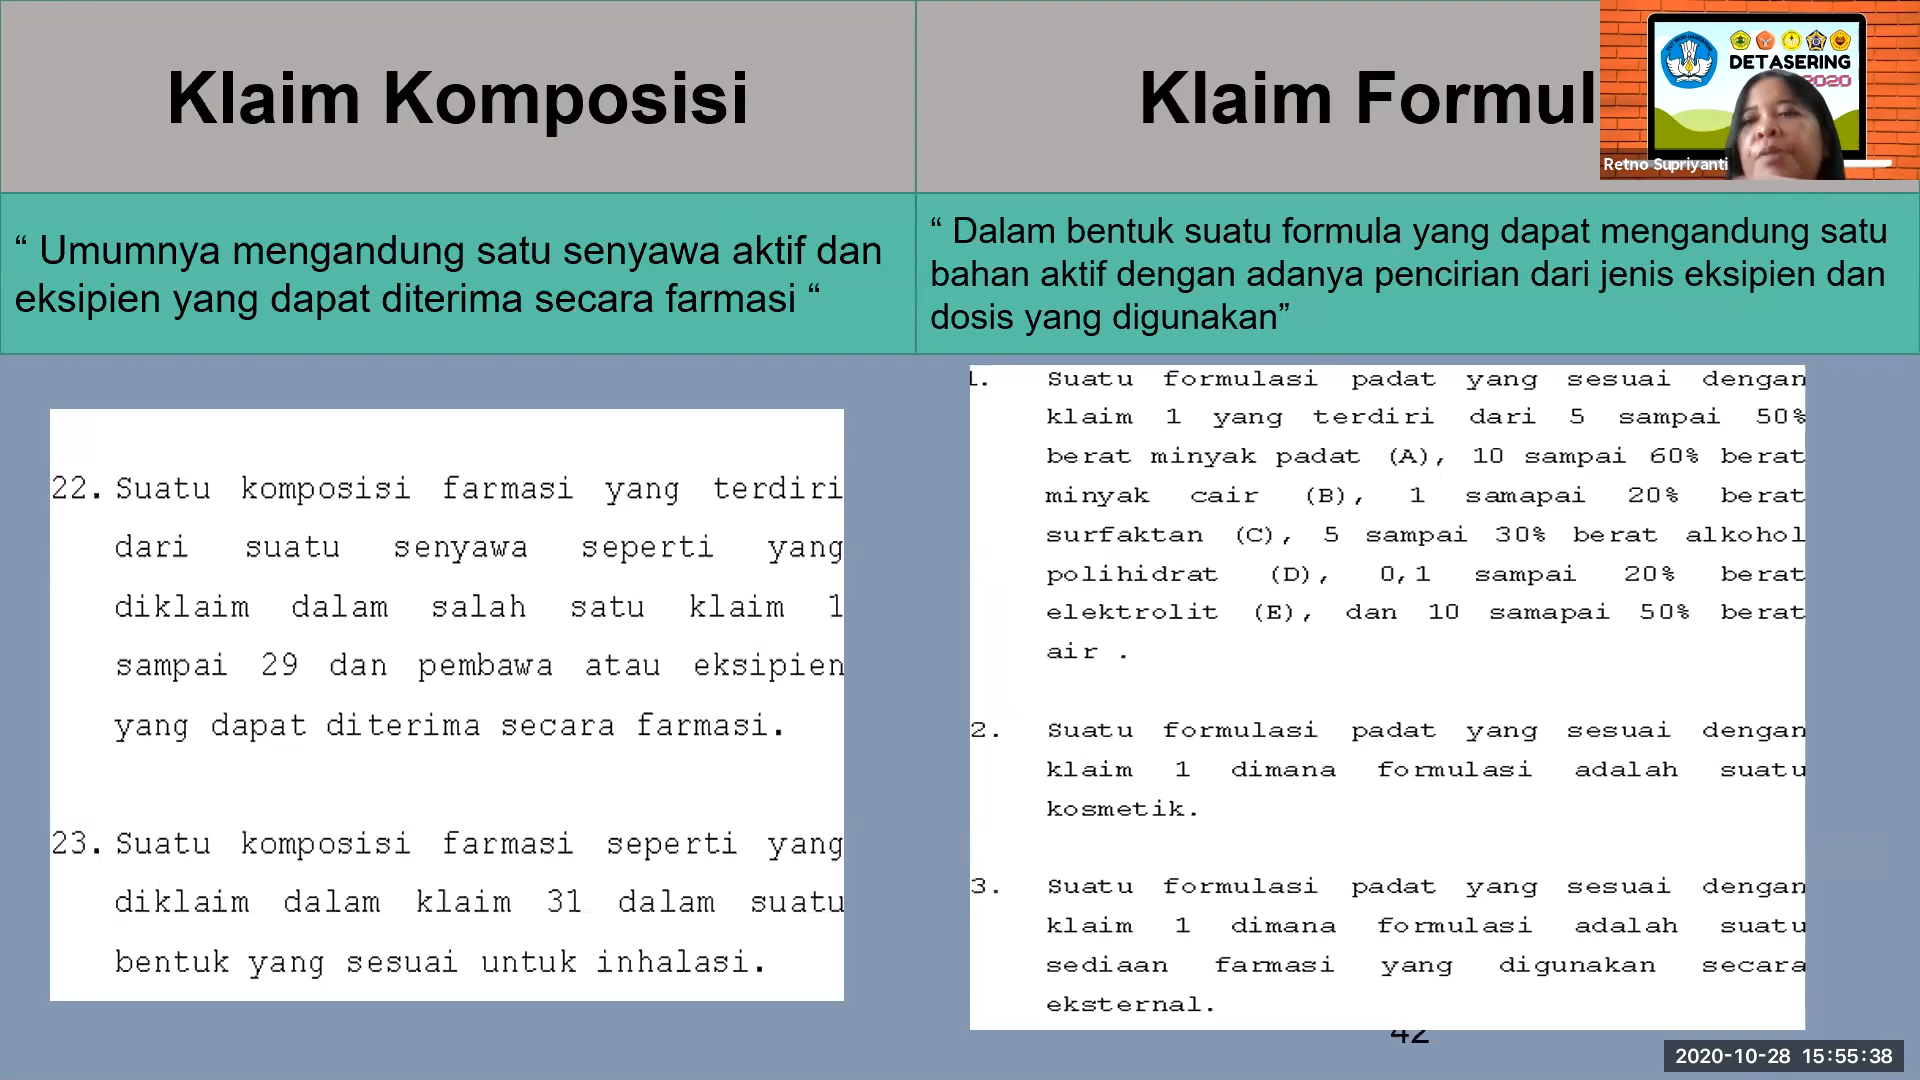 Klaim Komposisi
Klaim Formul
“ Umumnya mengandung satu senyawa aktif dan
eksipien yang dapat diterima secara farmasi “
“ Dalam bentuk suatu formula yang dapat mengandung satu
bahan aktif dengan adanya pencirian dari jenis eksipien dan
dosis yang digunakan”
22. Suatu komposisi farmasi yang terdiri
dari suatu senyawa seperti yang
diklaim dalam salah satu klaim 1
sampai 29 dan pembawa atau eksipien
yang dapat diterima secara farmasi.
23. Suatu komposisi farmasi seperti yang
diklaim dalam klaim 31 dalam suatu
bentuk yang sesuai untuk inhalasi.
1. Suatu formulasi padat yang sesuai dengan
klaim 1 yang terdiri dari 5 sampai 50%
berat minyak padat (A), 10 sampai 60% berat
minyak cair (B), 1 samapai 20% berat
surfaktan (C), 5 sampai 30% berat alkohol
polihidrat (D), 0,1 sampai 20% berat
elektrolit (E), dan 10 samapai 50% berat
air .
2. Suatu formulasi padat yang sesuai dengan
klaim 1 dimana formulasi adalah suatu
kosmetik.
3. Suatu formulasi padat yang sesuai dengan
klaim 1 dimana formulasi adalah suatu
sediaan farmasi yang digunakan secara
eksternal.
42
DETASERING
2020
Retno Supriyanti
2020-10-28 15:55:38